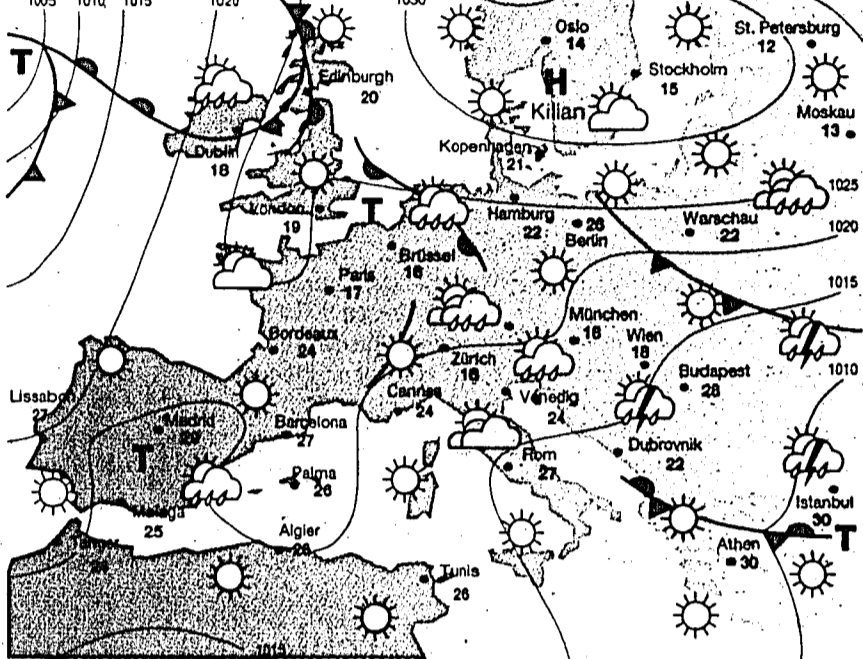 1005
1010
1015
1020
1030
T
Oslo
14
St. Petersburg
12
Edinburgh
20
H
Kilian
Stockholm
15
Moskau
13
Dublin
18
Kopenhagen
21
1025
London
19
T
Hamburg
22
26
Berlin
Warschau
22
1020
Brüssel
16
Paris
17
1015
München
16
Wien
18
Bordeaux
24
Zürich
16
Budapest
28
1010
Lissabon
27
Cannes
24
Venedig
24
Madrid
29
Barcelona
27
T
Rom
27
Dubrovnik
22
Palma
26
Malaga
25
Istanbul
30
Algier
Athen
30
T
Tunis
26